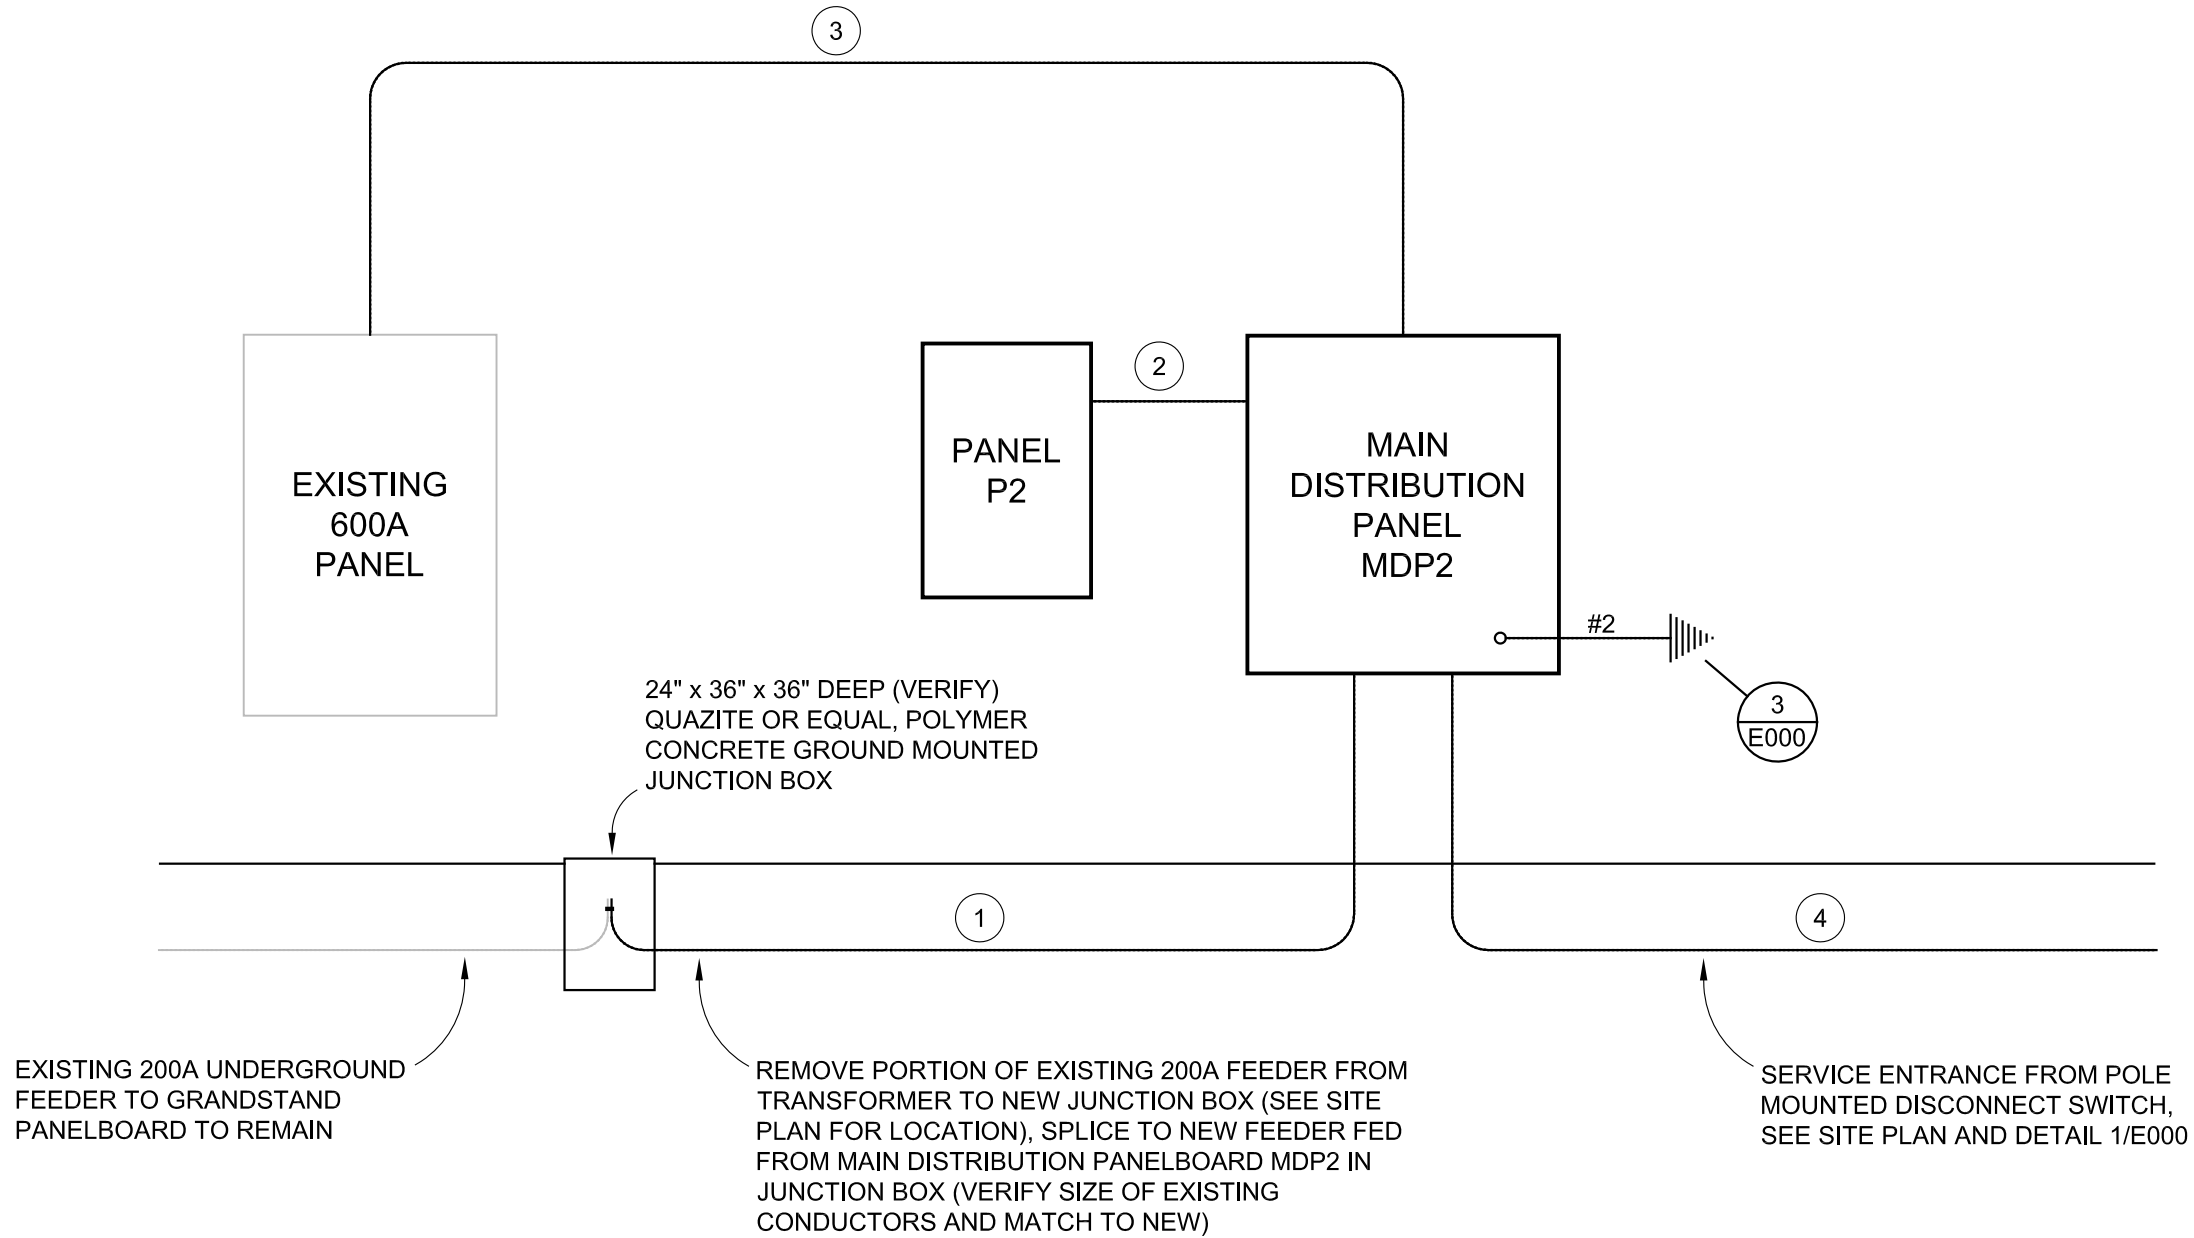 3
2
EXISTING
600A
PANEL
PANEL
P2
MAIN
DISTRIBUTION
PANEL
MDP2
#2
3
E000
24" x 36" x 36" DEEP (VERIFY)
QUAZITE OR EQUAL, POLYMER
CONCRETE GROUND MOUNTED
JUNCTION BOX
1
4
EXISTING 200A UNDERGROUND
FEEDER TO GRANDSTAND
PANELBOARD TO REMAIN
REMOVE PORTION OF EXISTING 200A FEEDER FROM
TRANSFORMER TO NEW JUNCTION BOX (SEE SITE
PLAN FOR LOCATION), SPLICE TO NEW FEEDER FED
FROM MAIN DISTRIBUTION PANELBOARD MDP2 IN
JUNCTION BOX (VERIFY SIZE OF EXISTING
CONDUCTORS AND MATCH TO NEW)
SERVICE ENTRANCE FROM POLE
MOUNTED DISCONNECT SWITCH,
SEE SITE PLAN AND DETAIL 1/E000